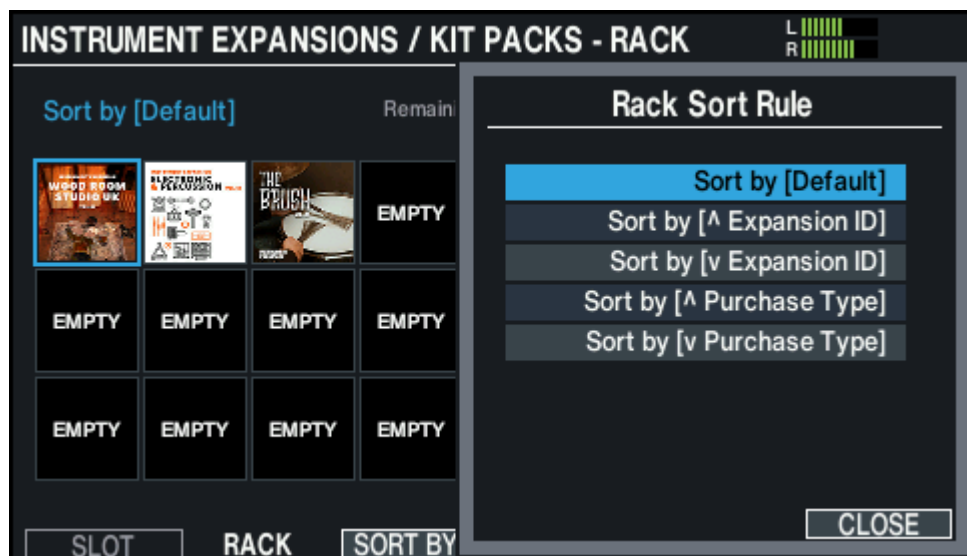 INSTRUMENT EXPANSIONS / KIT PACKS - RACK
L
R
Sort by [Default]
Remaini
WOOD ROOM
STUDIO UK
ELECTRONIC
& PERCUSSION
THE
BRUSH
EMPTY
EMPTY
EMPTY
EMPTY
EMPTY
EMPTY
EMPTY
EMPTY
EMPTY
SLOT
RACK
SORT BY
Rack Sort Rule
Sort by [Default]
Sort by [^ Expansion ID]
Sort by [v Expansion ID]
Sort by [^ Purchase Type]
Sort by [v Purchase Type]
CLOSE